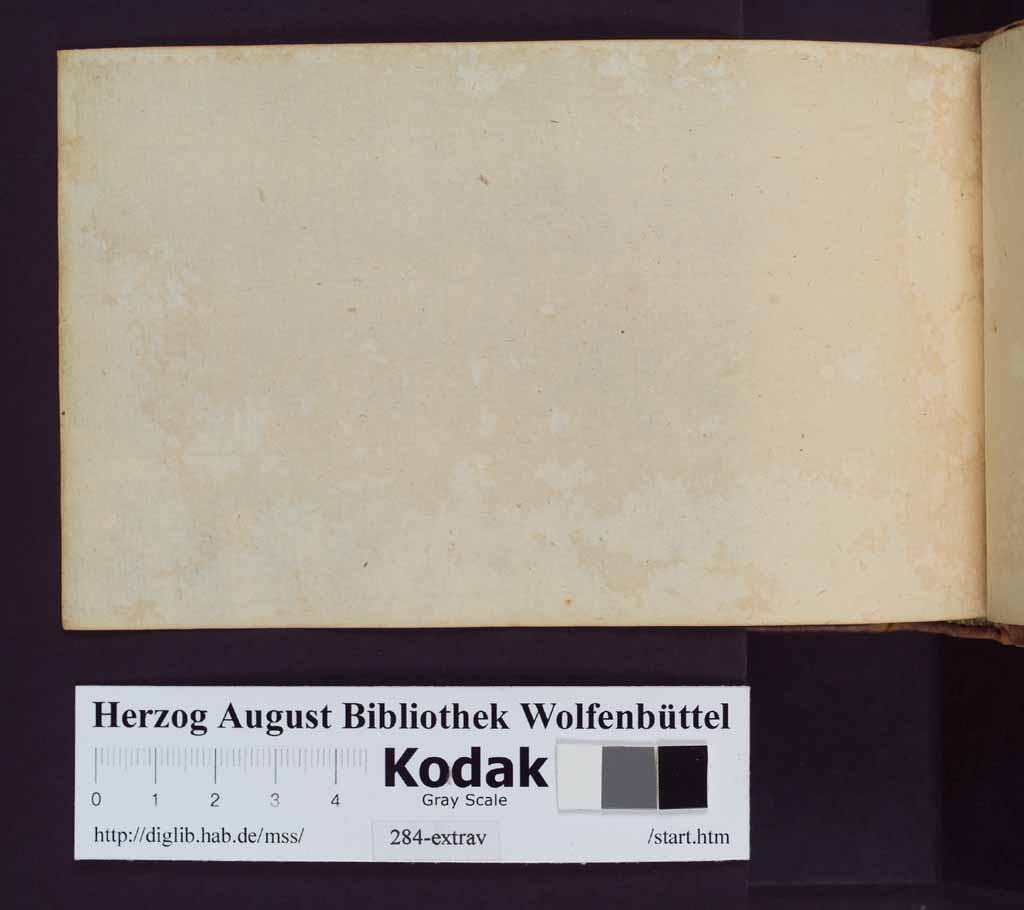 Herzog August Bibliothek Wolfenbüttel
0 1 2 3 4
Kodak
Gray Scale
http://diglib.hab.de/mss/ 284-extrav /start.htm